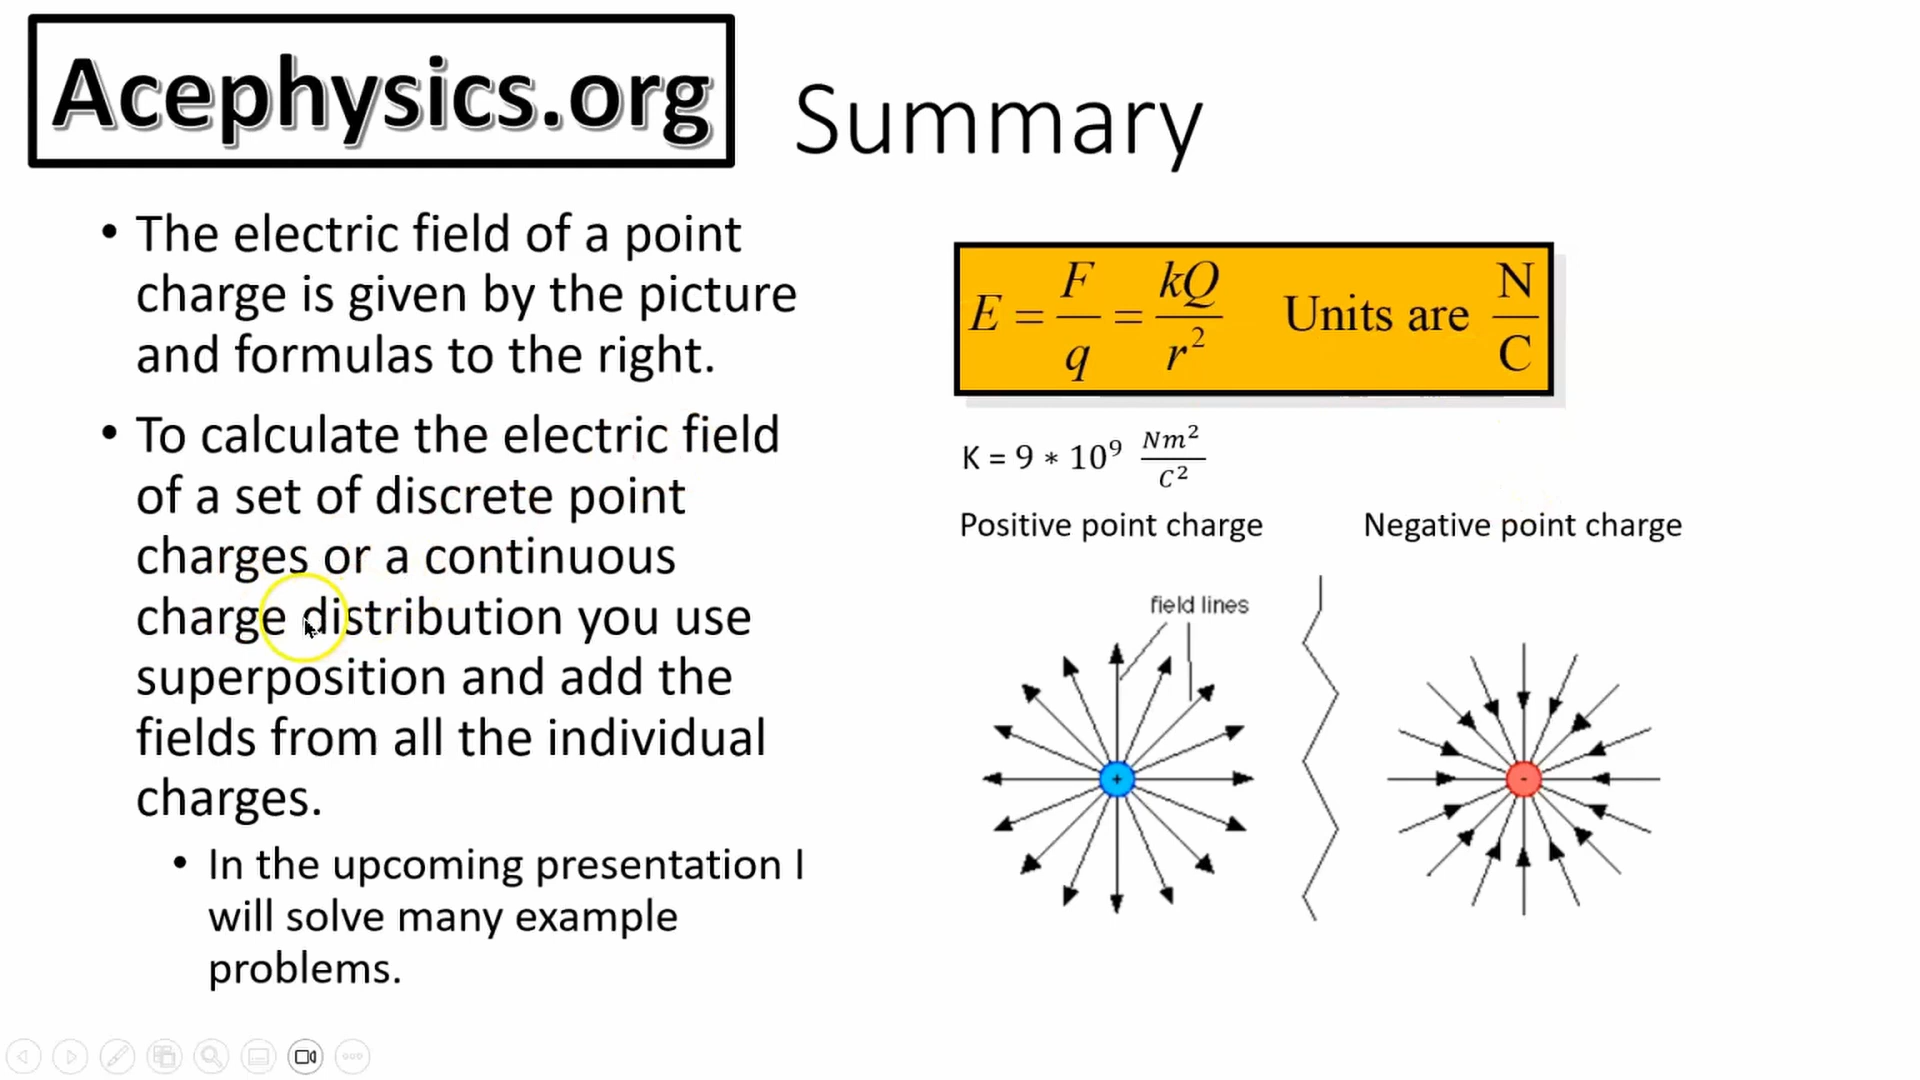 Acephysics.org
Summary
• The electric field of a point
charge is given by the picture
and formulas to the right.
• To calculate the electric field
of a set of discrete point
charges or a continuous
charge distribution you use
superposition and add the
fields from all the individual
charges.
• In the upcoming presentation I
will solve many example
problems.
E = F/q = kQ/r² Units are N/C
K = 9 ∗ 10⁹ Nm²/C²
Positive point charge
Negative point charge
field lines
+
-